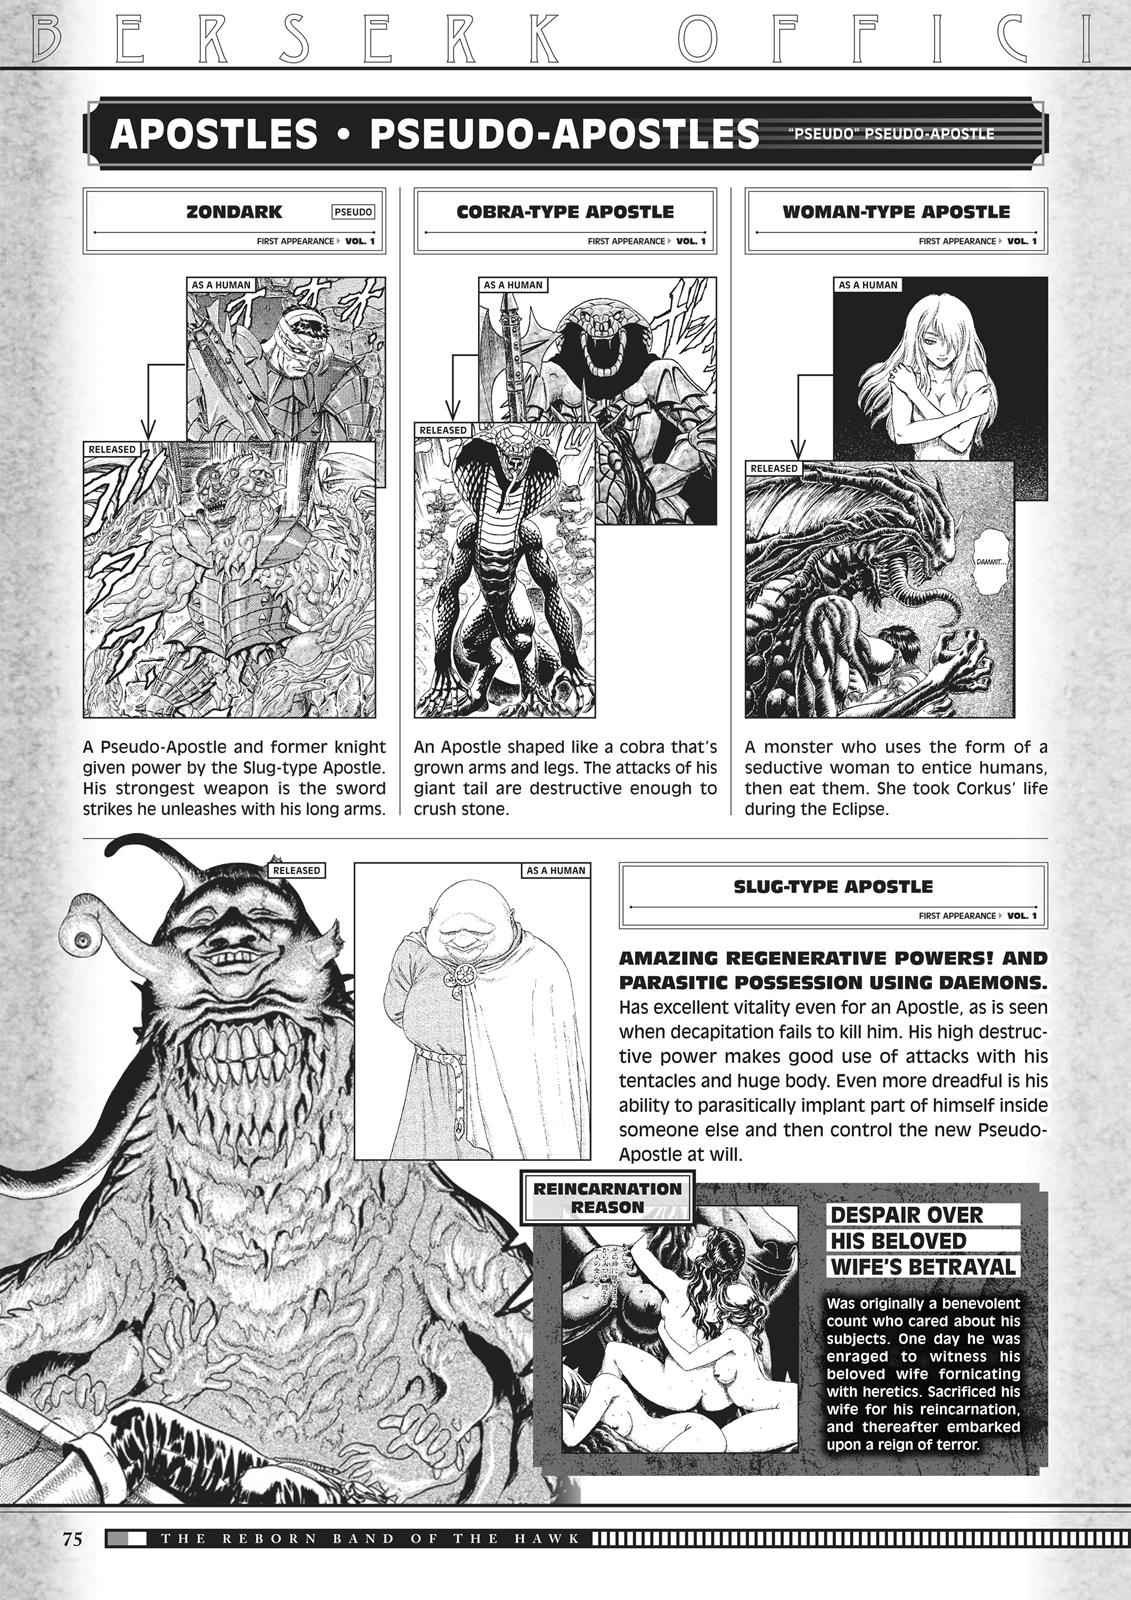 BERSERK OFFICI
APOSTLES • PSEUDO-APOSTLES "PSEUDO" PSEUDO-APOSTLE
ZONDARK PSEUDO
FIRST APPEARANCE VOL. 1
AS A HUMAN
RELEASED
A Pseudo-Apostle and former knight
given power by the Slug-type Apostle.
His strongest weapon is the sword
strikes he unleashes with his long arms.
COBRA-TYPE APOSTLE
FIRST APPEARANCE VOL. 1
AS A HUMAN
RELEASED
An Apostle shaped like a cobra that's
grown arms and legs. The attacks of his
giant tail are destructive enough to
crush stone.
WOMAN-TYPE APOSTLE
FIRST APPEARANCE VOL. 1
AS A HUMAN
RELEASED
DAMMIT...
A monster who uses the form of a
seductive woman to entice humans,
then eat them. She took Corkus' life
during the Eclipse.
RELEASED
AS A HUMAN
SLUG-TYPE APOSTLE
FIRST APPEARANCE VOL. 1
AMAZING REGENERATIVE POWERS! AND
PARASITIC POSSESSION USING DAEMONS.
Has excellent vitality even for an Apostle, as is seen
when decapitation fails to kill him. His high destruc-
tive power makes good use of attacks with his
tentacles and huge body. Even more dreadful is his
ability to parasitically implant part of himself inside
someone else and then control the new Pseudo-
Apostle at will.
REINCARNATION
REASON
DESPAIR OVER
HIS BELOVED
WIFE'S BETRAYAL
Was originally a benevolent
count who cared about his
subjects. One day he was
enraged to witness his
beloved wife fornicating
with heretics. Sacrificed his
wife for his reincarnation,
and thereafter embarked
upon a reign of terror.
75 THE REBORN BAND OF THE HAWK